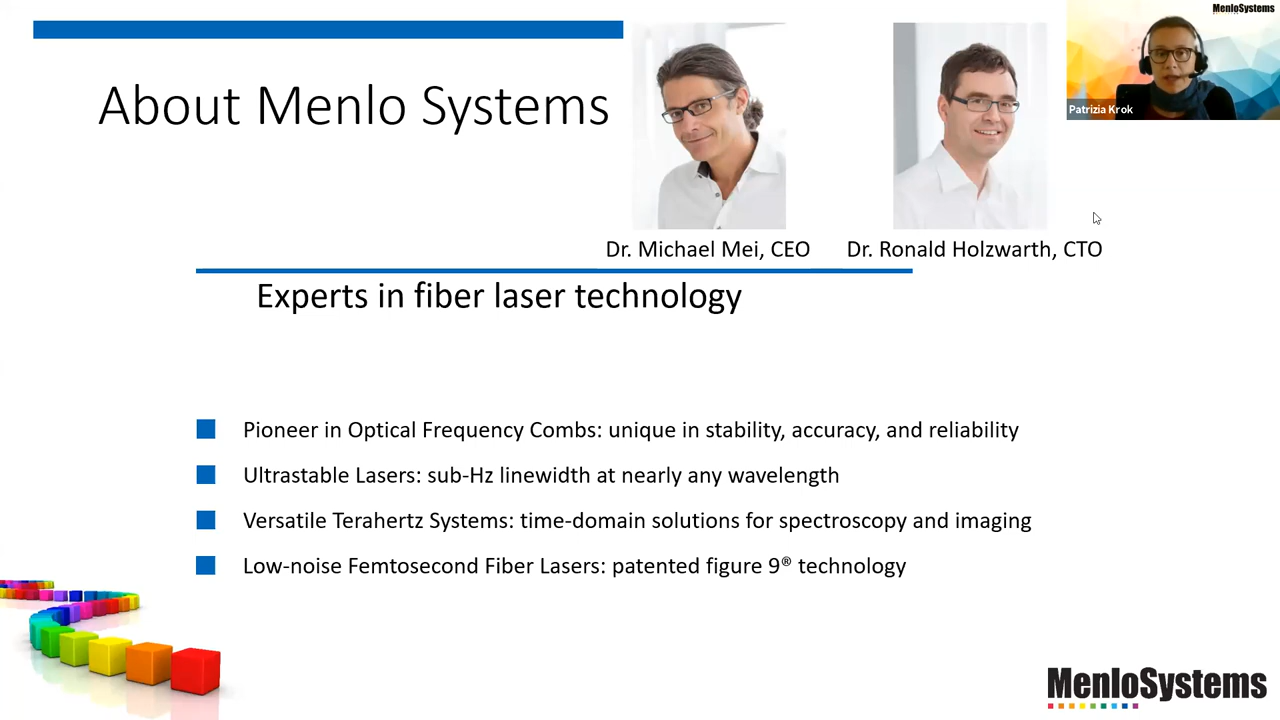 MenloSystems
Patrizia Krok
About Menlo Systems
Dr. Michael Mei, CEO
Dr. Ronald Holzwarth, CTO
Experts in fiber laser technology
Pioneer in Optical Frequency Combs: unique in stability, accuracy, and reliability
Ultrastable Lasers: sub-Hz linewidth at nearly any wavelength
Versatile Terahertz Systems: time-domain solutions for spectroscopy and imaging
Low-noise Femtosecond Fiber Lasers: patented figure 9® technology
MenloSystems